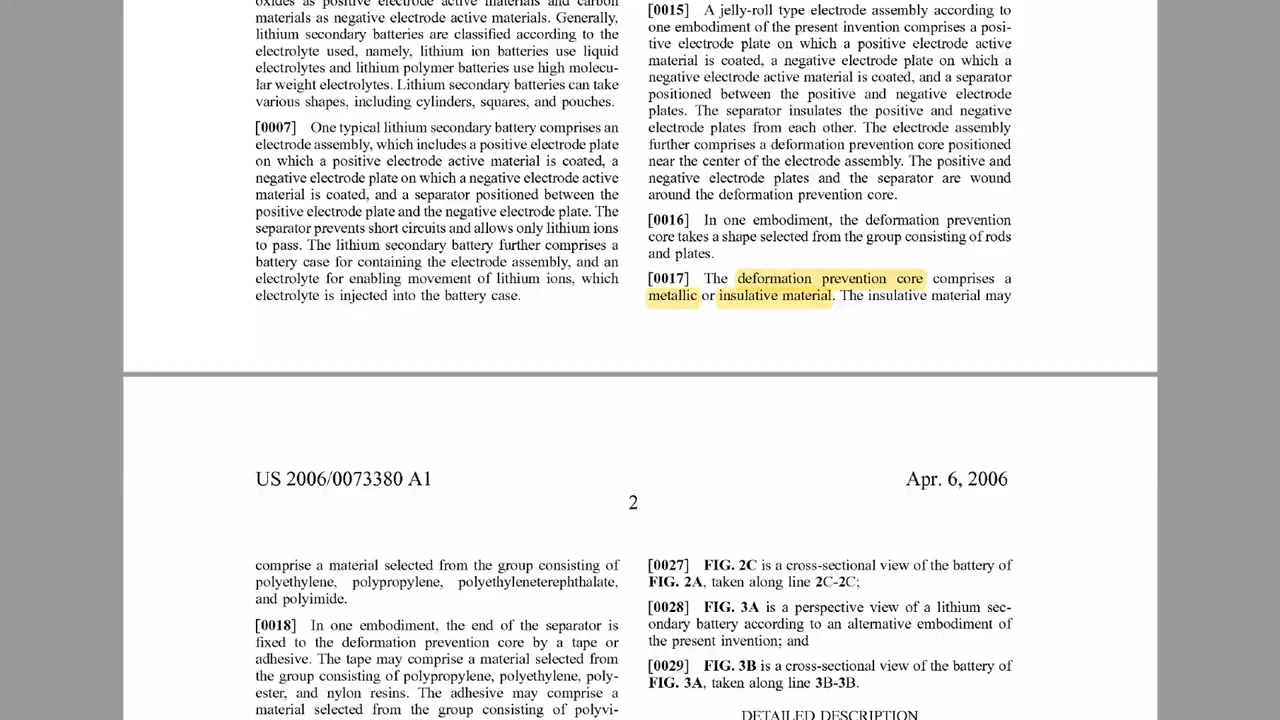 oxides as positive electrode active materials and carbon
materials as negative electrode active materials. Generally,
lithium secondary batteries are classified according to the
electrolyte used, namely, lithium ion batteries use liquid
electrolytes and lithium polymer batteries use high molecu-
lar weight electrolytes. Lithium secondary batteries can take
various shapes, including cylinders, squares, and pouches.
[0007] One typical lithium secondary battery comprises an
electrode assembly, which includes a positive electrode plate
on which a positive electrode active material is coated, a
negative electrode plate on which a negative electrode active
material is coated, and a separator positioned between the
positive electrode plate and the negative electrode plate. The
separator prevents short circuits and allows only lithium ions
to pass. The lithium secondary battery further comprises a
battery case for containing the electrode assembly, and an
electrolyte for enabling movement of lithium ions, which
electrolyte is injected into the battery case.
[0015] A jelly-roll type electrode assembly according to
one embodiment of the present invention comprises a posi-
tive electrode plate on which a positive electrode active
material is coated, a negative electrode plate on which a
negative electrode active material is coated, and a separator
positioned between the positive and negative electrode
plates. The separator insulates the positive and negative
electrode plates from each other. The electrode assembly
further comprises a deformation prevention core positioned
near the center of the electrode assembly. The positive and
negative electrode plates and the separator are wound
around the deformation prevention core.
[0016] In one embodiment, the deformation prevention
core takes a shape selected from the group consisting of rods
and plates.
[0017] The deformation prevention core comprises a
metallic or insulative material. The insulative material may
US 2006/0073380 A1
Apr. 6, 2006
2
comprise a material selected from the group consisting of
polyethylene, polypropylene, polyethyleneterephthalate,
and polyimide.
[0018] In one embodiment, the end of the separator is
fixed to the deformation prevention core by a tape or
adhesive. The tape may comprise a material selected from
the group consisting of polypropylene, polyethylene, poly-
ester, and nylon resins. The adhesive may comprise a
material selected from the group consisting of polyvi-
[0027] FIG. 2C is a cross-sectional view of the battery of
FIG. 2A, taken along line 2C-2C;
[0028] FIG. 3A is a perspective view of a lithium sec-
ondary battery according to an alternative embodiment of
the present invention; and
[0029] FIG. 3B is a cross-sectional view of the battery of
FIG. 3A, taken along line 3B-3B.
DETAILED DESCRIPTION